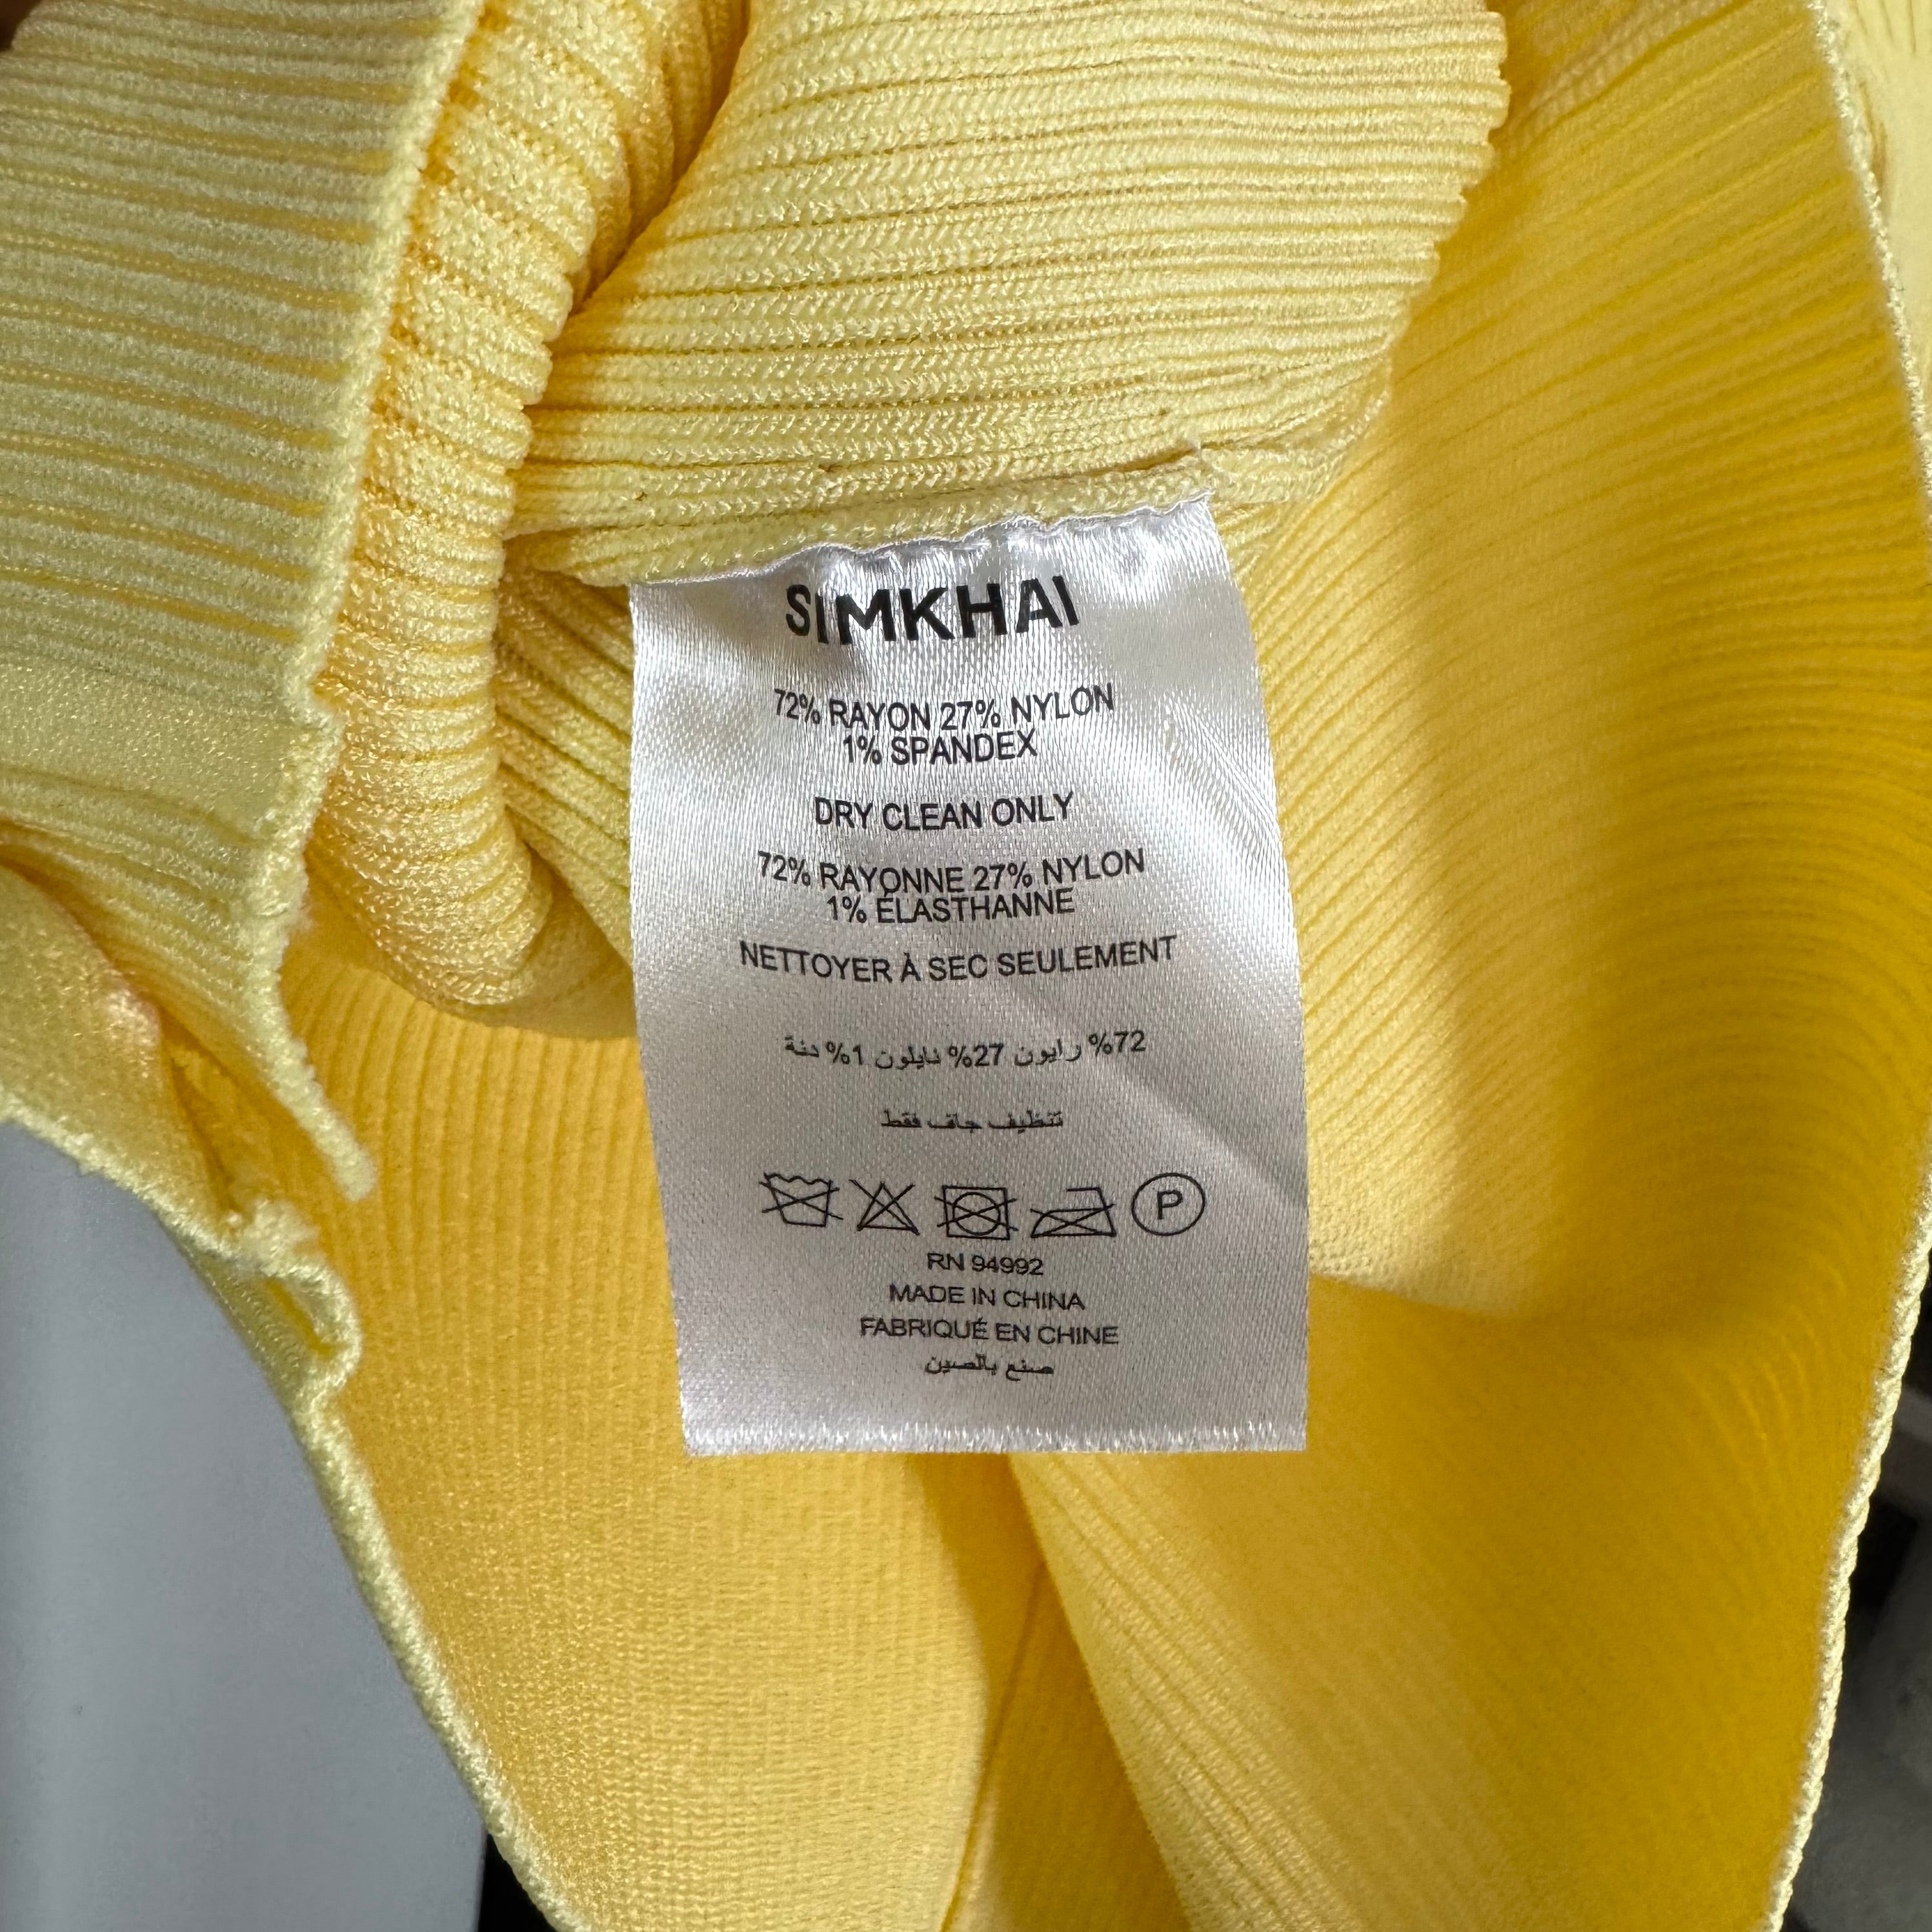 SIMKHAI
72% RAYON 27% NYLON
1% SPANDEX
DRY CLEAN ONLY
72% RAYONNE 27% NYLON
1% ÉLASTHANNE
NETTOYER À SEC SEULEMENT
72% رايون 27% نايلون 1% دنة
تنظيف جاف فقط
P
RN 94992
MADE IN CHINA
FABRIQUÉ EN CHINE
صنع بالصين